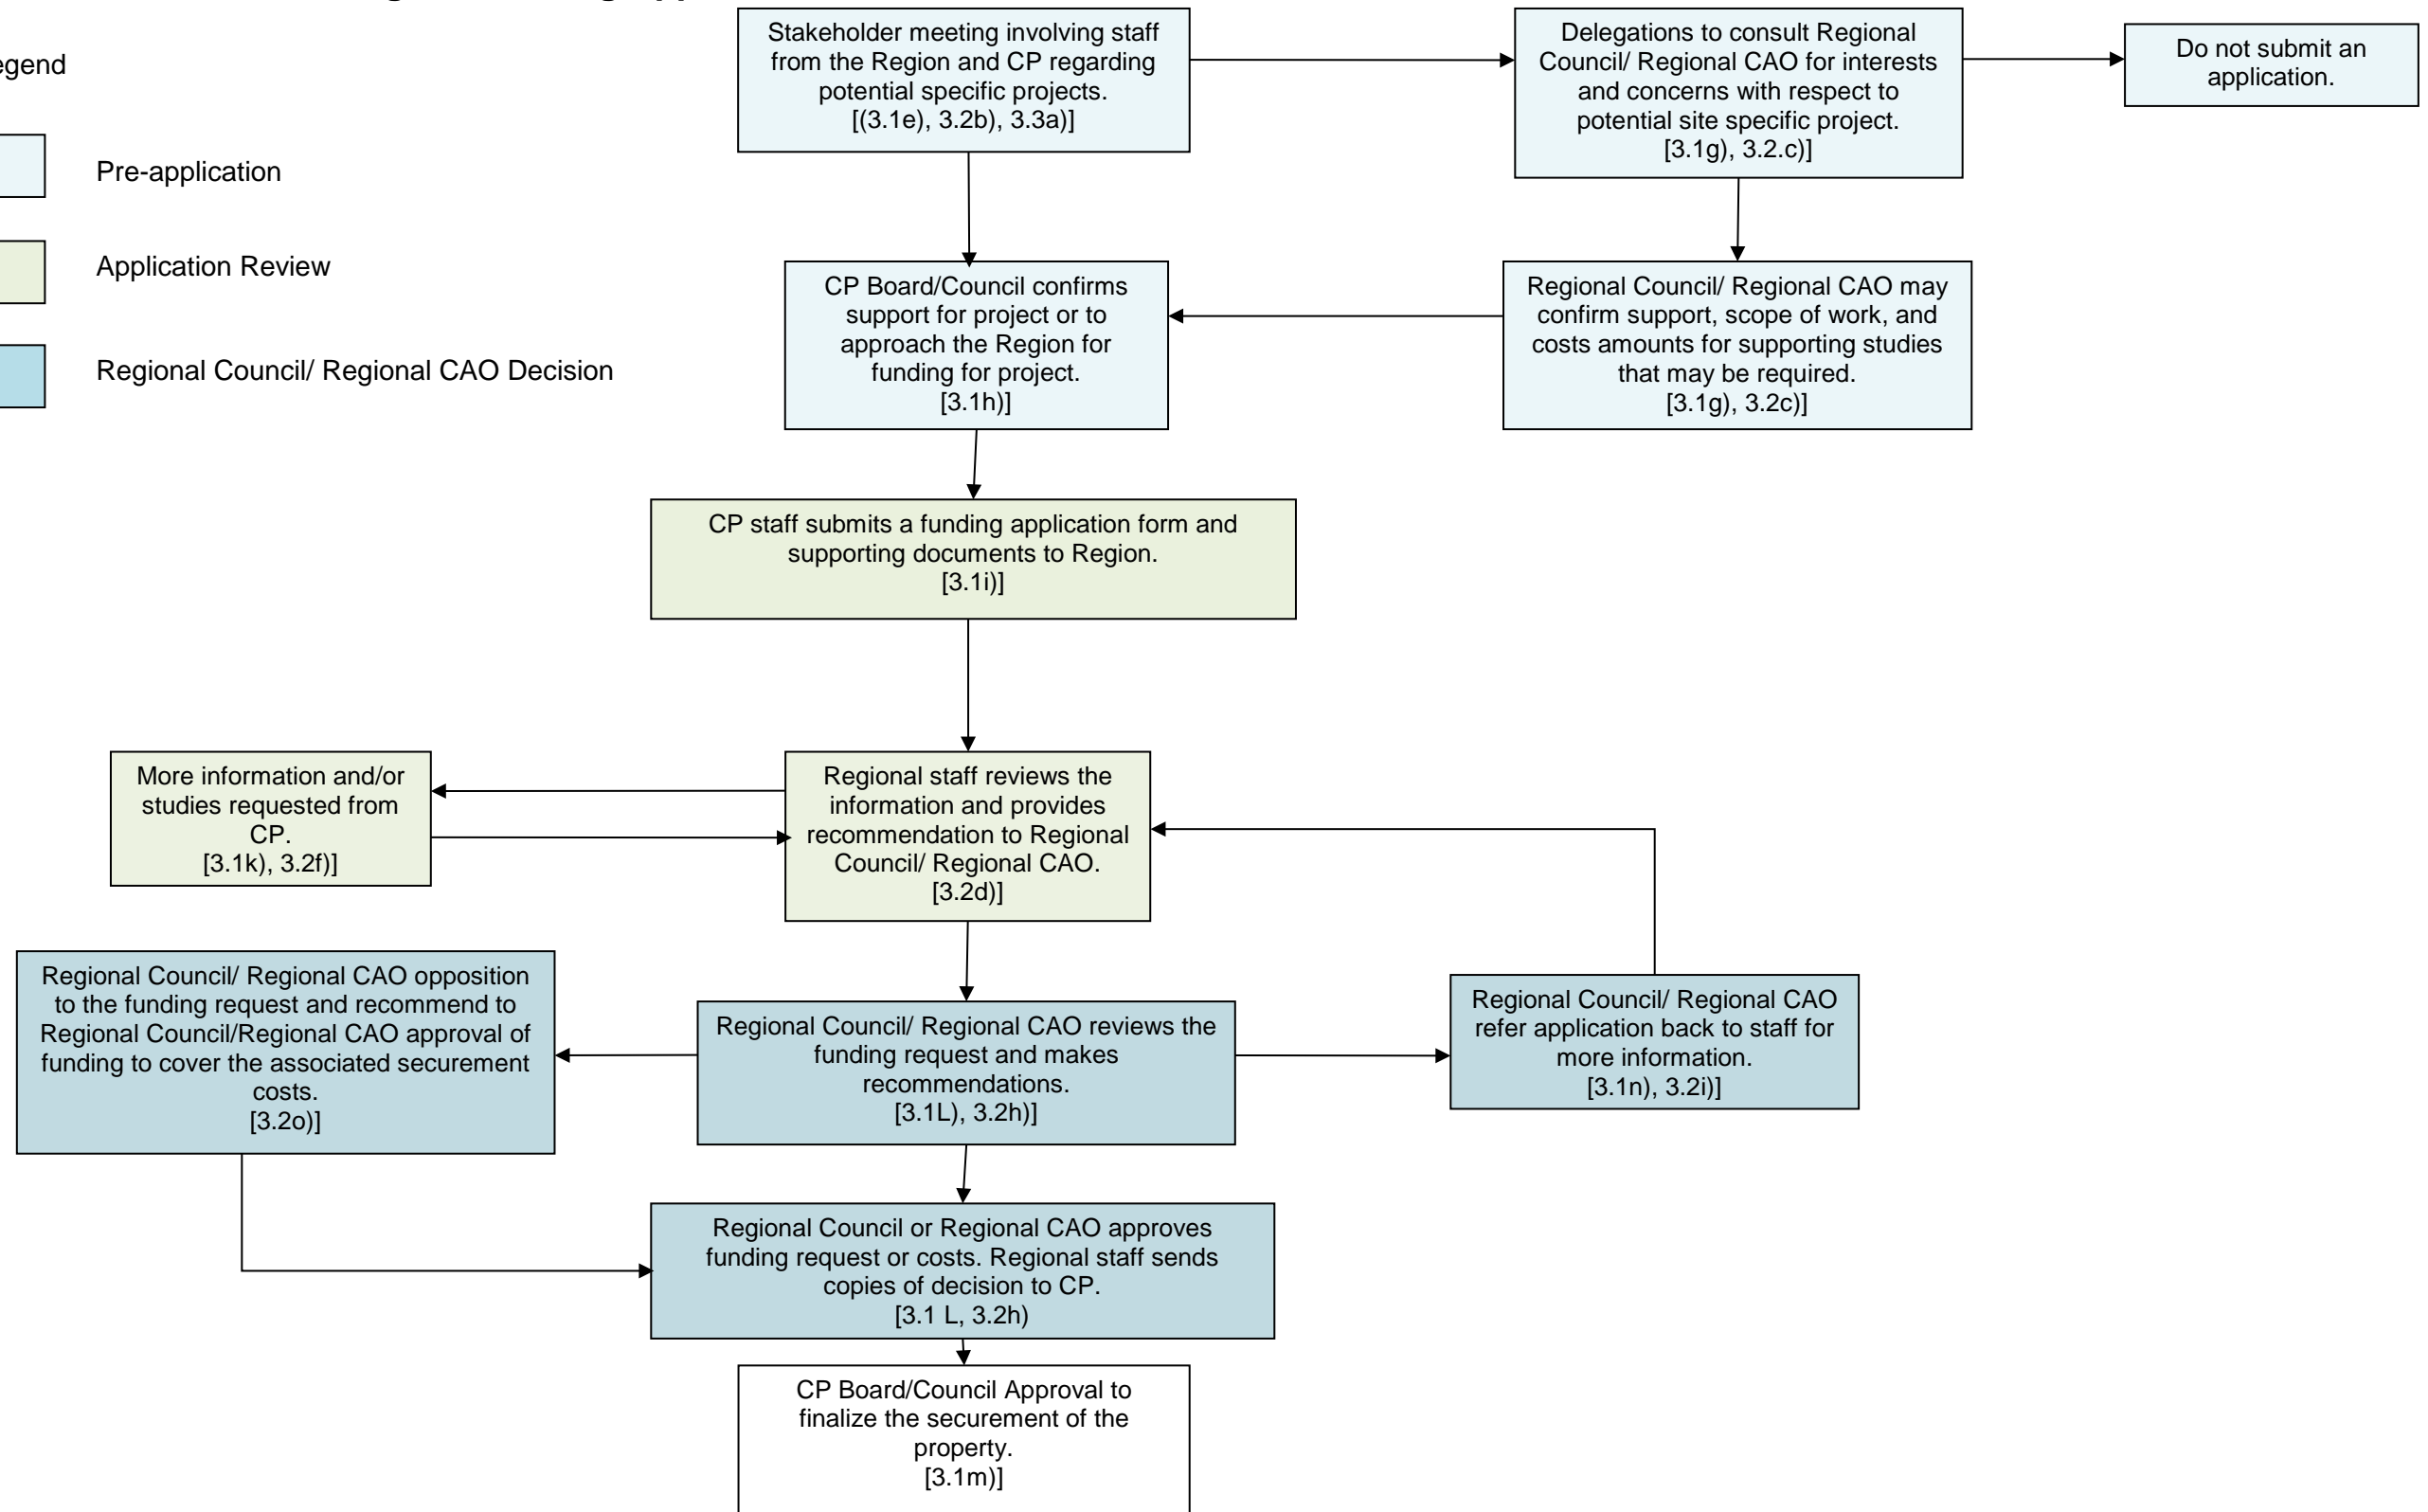 egend
Pre-application
Application Review
Regional Council/ Regional CAO Decision
Stakeholder meeting involving staff
from the Region and CP regarding
potential specific projects.
[(3.1e), 3.2b), 3.3a)]
Delegations to consult Regional
Council/ Regional CAO for interests
and concerns with respect to
potential site specific project.
[3.1g), 3.2.c)]
Do not submit an
application.
CP Board/Council confirms
support for project or to
approach the Region for
funding for project.
[3.1h)]
Regional Council/ Regional CAO may
confirm support, scope of work, and
costs amounts for supporting studies
that may be required.
[3.1g), 3.2c)]
CP staff submits a funding application form and
supporting documents to Region.
[3.1i)]
More information and/or
studies requested from
CP.
[3.1k), 3.2f)]
Regional staff reviews the
information and provides
recommendation to Regional
Council/ Regional CAO.
[3.2d)]
Regional Council/ Regional CAO opposition
to the funding request and recommend to
Regional Council/Regional CAO approval of
funding to cover the associated securement
costs.
[3.2o)]
Regional Council/ Regional CAO reviews the
funding request and makes
recommendations.
[3.1L), 3.2h)]
Regional Council/ Regional CAO
refer application back to staff for
more information.
[3.1n), 3.2i)]
Regional Council or Regional CAO approves
funding request or costs. Regional staff sends
copies of decision to CP.
[3.1 L, 3.2h)
CP Board/Council Approval to
finalize the securement of the
property.
[3.1m)]